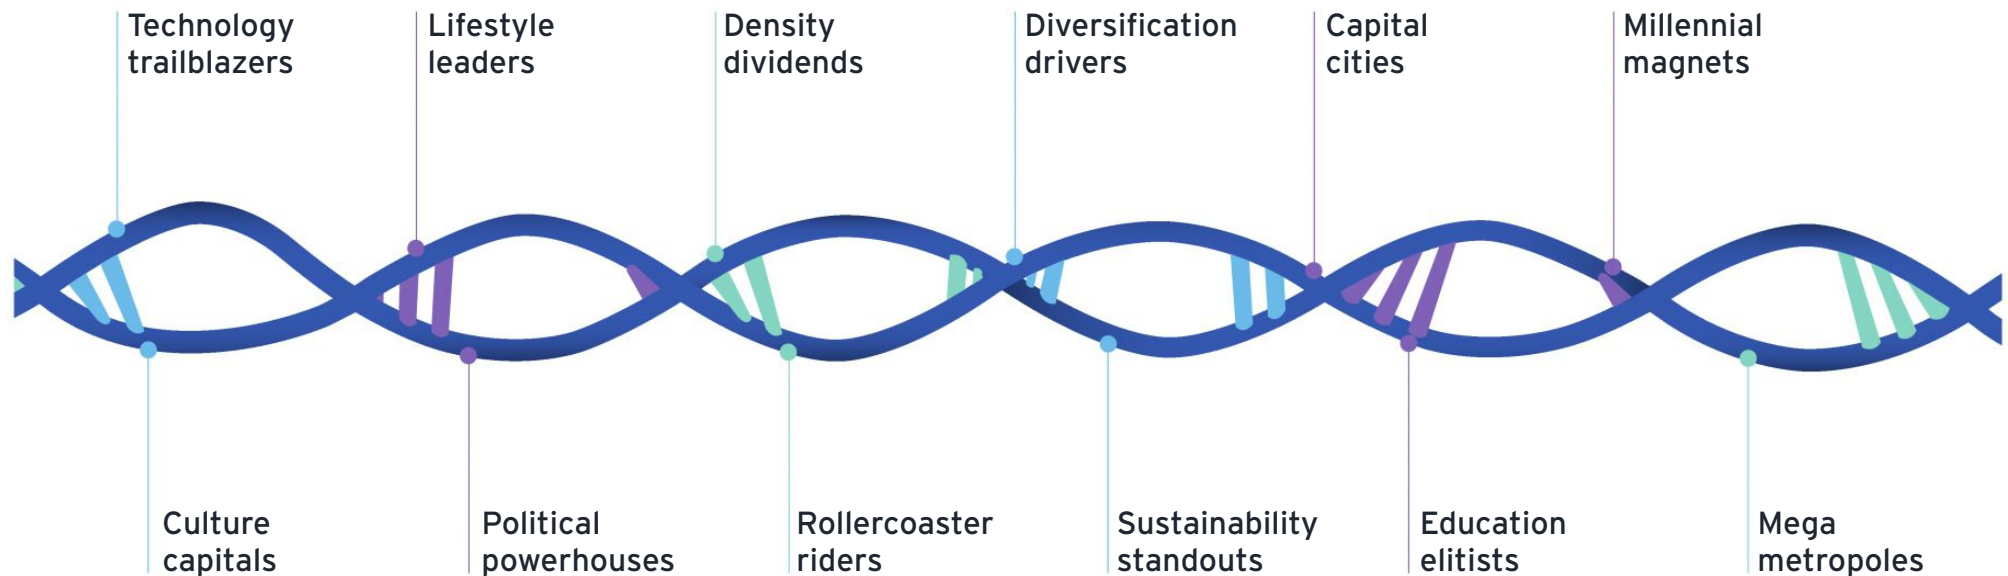 Technology
trailblazers
Lifestyle
leaders
Density
dividends
Diversification
drivers
Capital
cities
Millennial
magnets
Culture
capitals
Political
powerhouses
Rollercoaster
riders
Sustainability
standouts
Education
elitists
Mega
metropoles